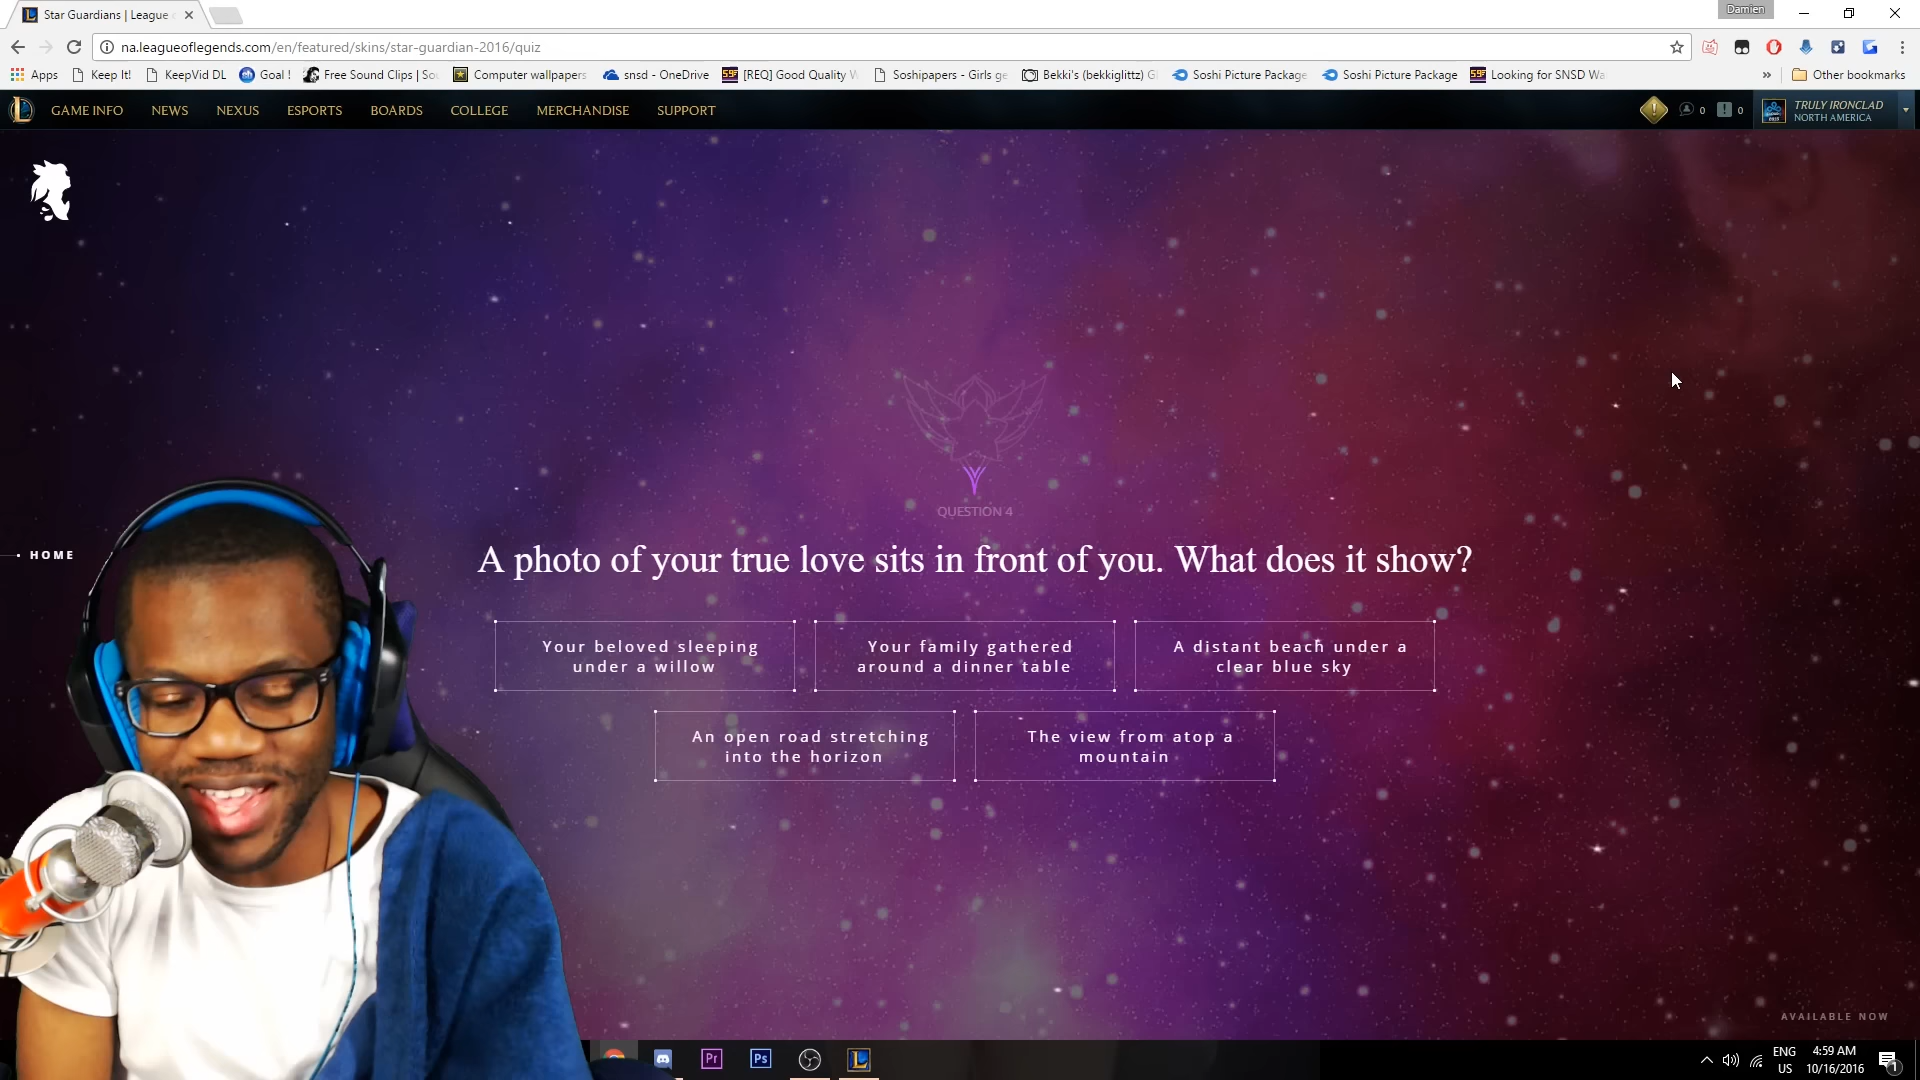 Star Guardians | League
Damien
na.leagueoflegends.com/en/featured/skins/star-guardian-2016/quiz
Apps Keep It! KeepVid DL Goal ! Free Sound Clips | Computer wallpapers snsd - OneDrive [REQ] Good Quality Soshipapers - Girls Bekki's (bekkiglittz) Soshi Picture Package Soshi Picture Package Looking for SNSD » Other bookmarks
GAME INFO NEWS NEXUS ESPORTS BOARDS COLLEGE MERCHANDISE SUPPORT 0 0
TRULY IRONCLAD
NORTH AMERICA
QUESTION 4
HOME
A photo of your true love sits in front of you. What does it show?
Your beloved sleeping
under a willow
Your family gathered
around a dinner table
A distant beach under a
clear blue sky
An open road stretching
into the horizon
The view from atop a
mountain
AVAILABLE NOW
Pr Ps
ENG
US
4:59 AM
10/16/2016
1